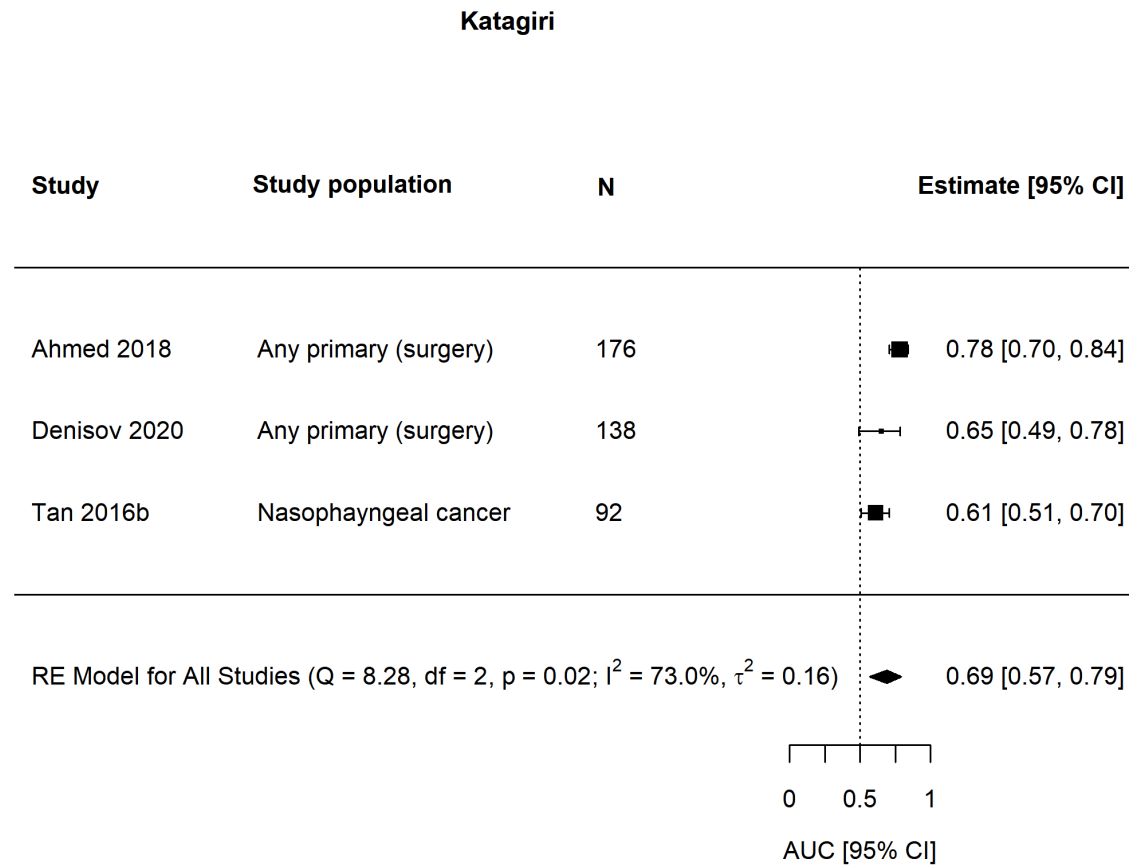 Katagiri
Study Study population N Estimate [95% CI]
Ahmed 2018 Any primary (surgery) 176 0.78 [0.70, 0.84]
Denisov 2020 Any primary (surgery) 138 0.65 [0.49, 0.78]
Tan 2016b Nasophayngeal cancer 92 0.61 [0.51, 0.70]
RE Model for All Studies (Q = 8.28, df = 2, p = 0.02; I² = 73.0%, τ² = 0.16) 0.69 [0.57, 0.79]
0 0.5 1
AUC [95% CI]